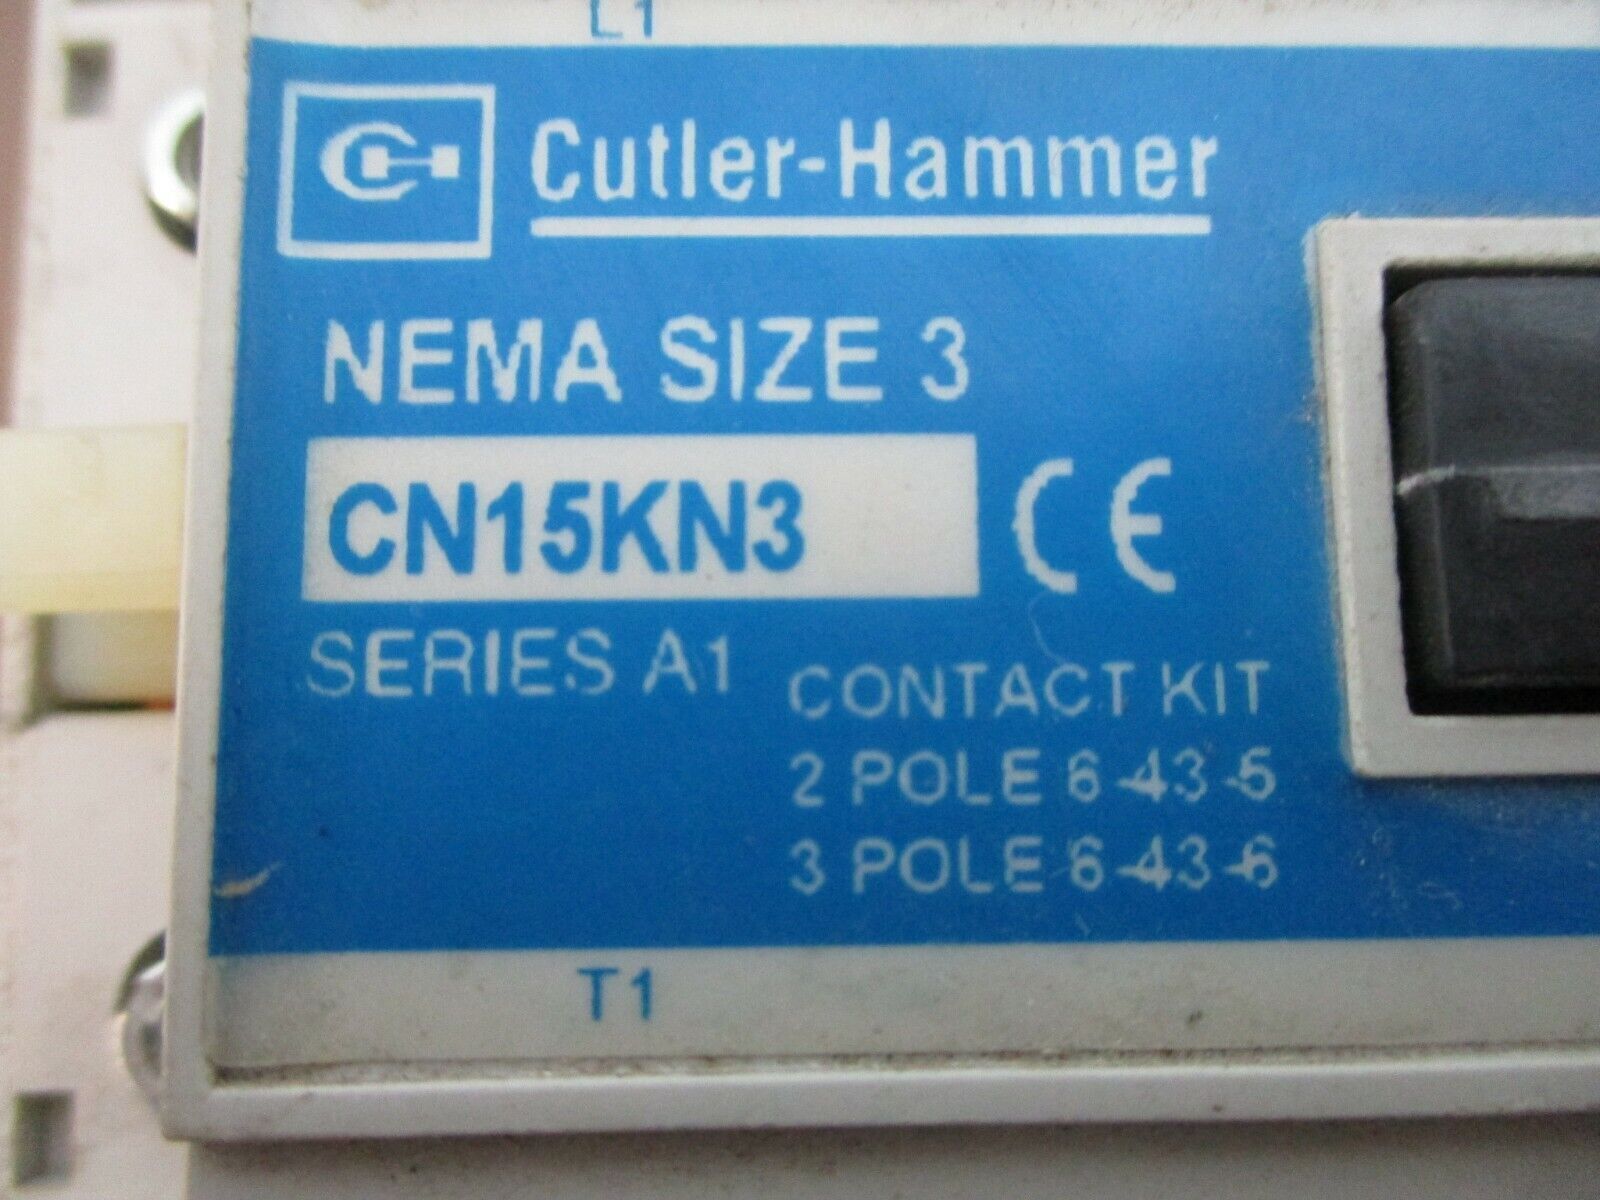 L1
Cutler-Hammer
NEMA SIZE 3
CN15KN3 CE
SERIES A1
CONTACT KIT
2 POLE 6-43-5
3 POLE 6-43-6
T1